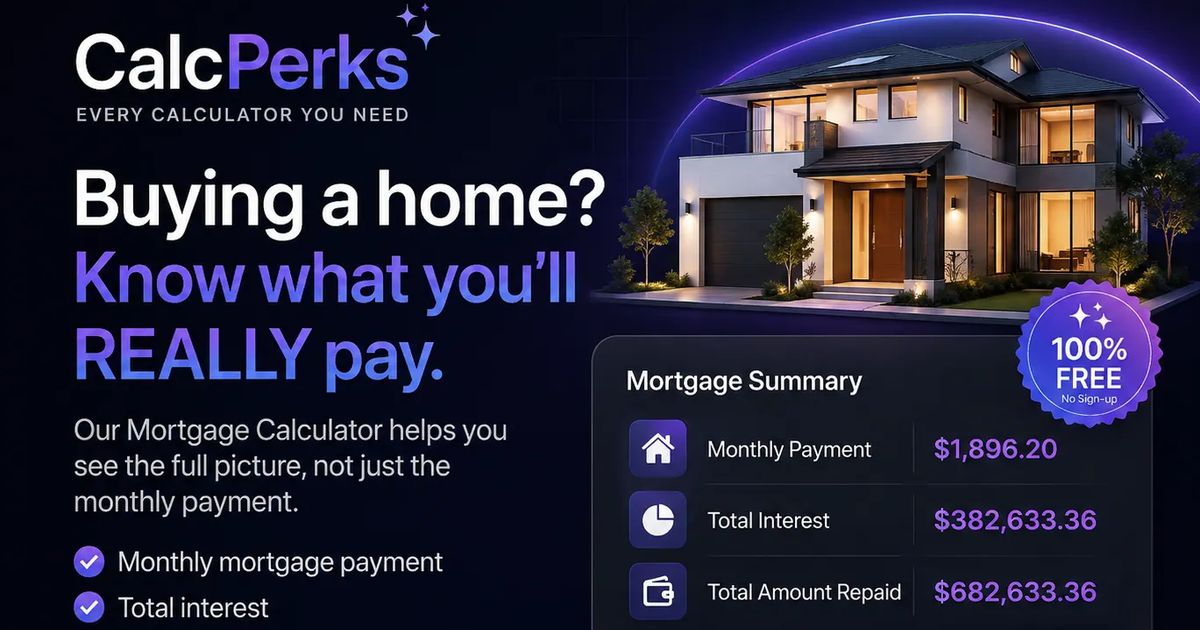 CalcPerks
EVERY CALCULATOR YOU NEED
Buying a home?
Know what you'll
REALLY pay.
Our Mortgage Calculator helps you
see the full picture, not just the
monthly payment.
Monthly mortgage payment
Total interest
100%
FREE
No Sign-up
Mortgage Summary
Monthly Payment $1,896.20
Total Interest $382,633.36
Total Amount Repaid $682,633.36